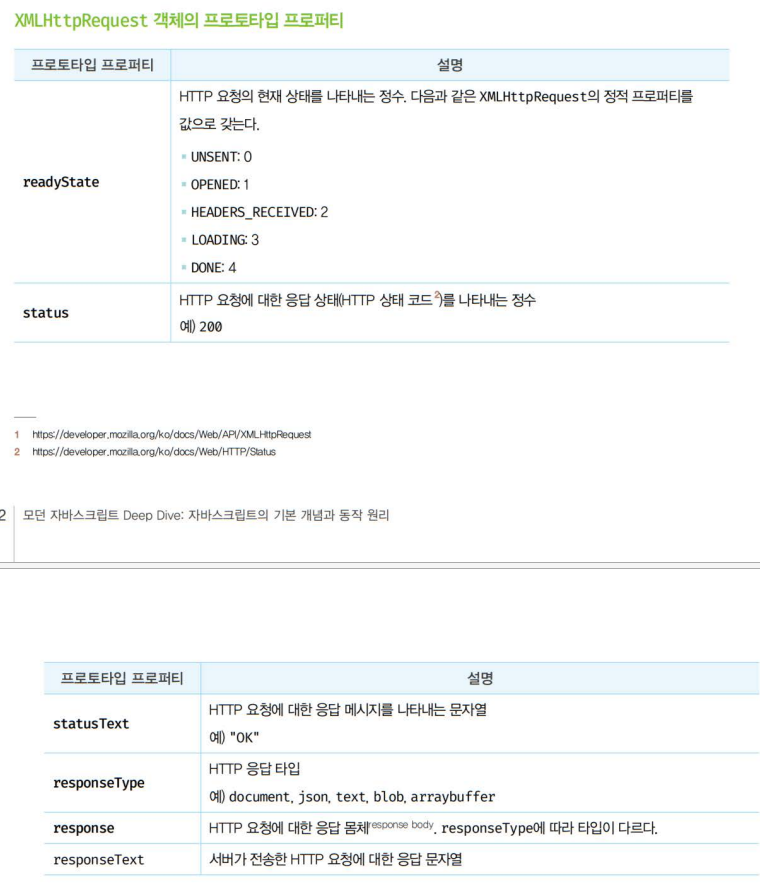 XMLHttpRequest 객체의 프로토타입 프로퍼티
프로토타입 프로퍼티 설명
readyState
HTTP 요청의 현재 상태를 나타내는 정수. 다음과 같은 XMLHttpRequest의 정적 프로퍼티를
값으로 갖는다.
▪ UNSENT: 0
▪ OPENED: 1
▪ HEADERS_RECEIVED: 2
▪ LOADING: 3
▪ DONE: 4
status
HTTP 요청에 대한 응답 상태(HTTP 상태 코드2)를 나타내는 정수
예) 200
1 https://developer.mozilla.org/ko/docs/Web/API/XMLHttpRequest
2 https://developer.mozilla.org/ko/docs/Web/HTTP/Status
2 모던 자바스크립트 Deep Dive: 자바스크립트의 기본 개념과 동작 원리
프로토타입 프로퍼티 설명
statusText
HTTP 요청에 대한 응답 메시지를 나타내는 문자열
예) "OK"
responseType
HTTP 응답 타입
예) document, json, text, blob, arraybuffer
response HTTP 요청에 대한 응답 몸체response body. responseType에 따라 타입이 다르다.
responseText 서버가 전송한 HTTP 요청에 대한 응답 문자열